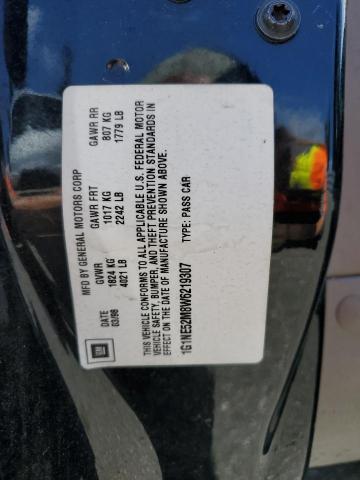 MFD BY GENERAL MOTORS CORP
DATE GVWR GAWR FRT GAWR RR
03/98 1824 KG 1017 KG 807 KG
4021 LB 2242 LB 1779 LB
THIS VEHICLE CONFORMS TO ALL APPLICABLE U.S. FEDERAL MOTOR
VEHICLE SAFETY, BUMPER, AND THEFT PREVENTION STANDARDS IN
EFFECT ON THE DATE OF MANUFACTURE SHOWN ABOVE.
1G1NE52M8W6219307 TYPE: PASS CAR
GM